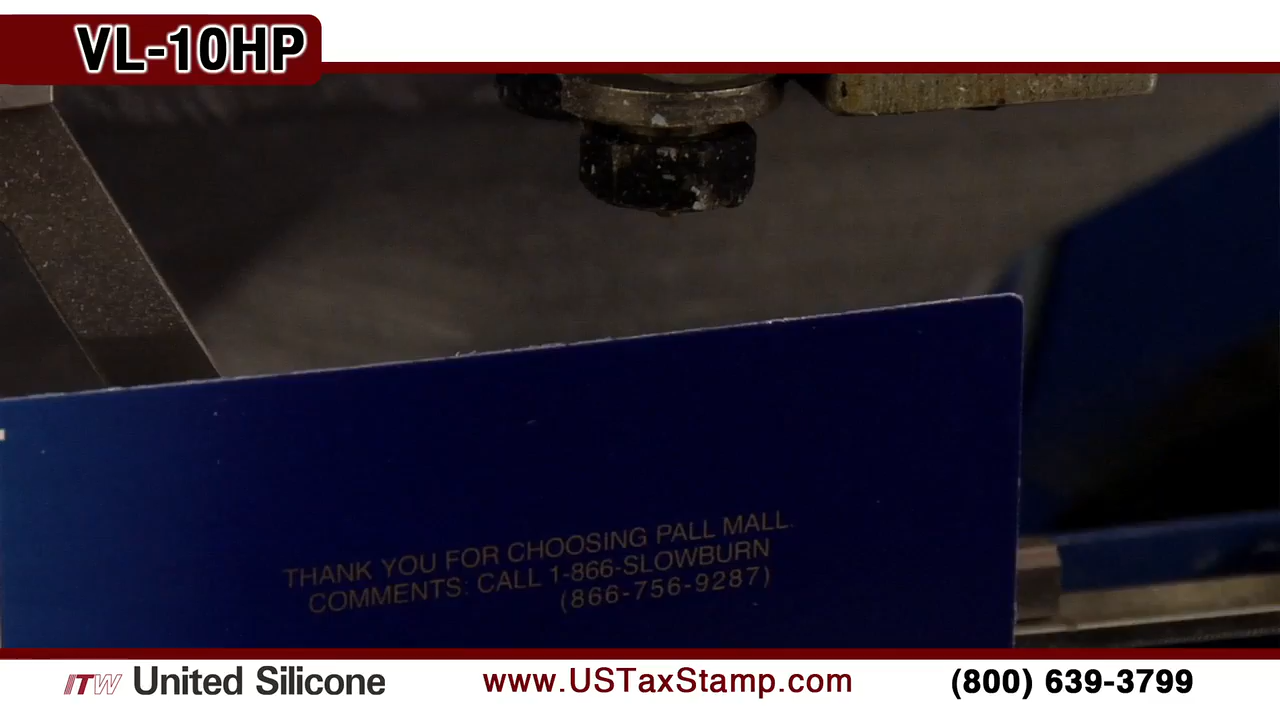 VL-10HP
THANK YOU FOR CHOOSING PALL MALL.
COMMENTS: CALL 1-866-SLOWBURN
(866-756-9287)
ITW United Silicone
www.USTaxStamp.com
(800) 639-3799